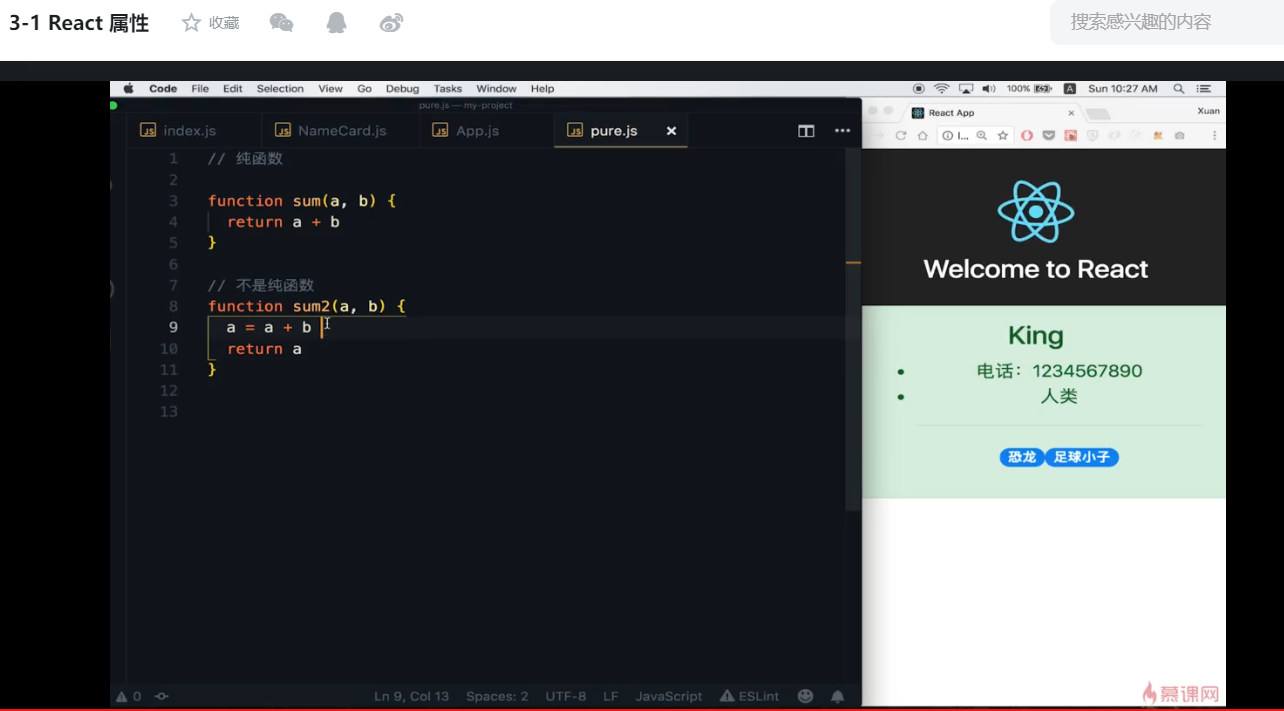 3-1 React 属性
收藏
搜索感兴趣的内容
Code File Edit Selection View Go Debug Tasks Window Help
100%
A
Sun 10:27 AM
pure.js — my-project
JS index.js
JS NameCard.js
JS App.js
JS pure.js
React App
Xuan
1 // 纯函数
2
3 function sum(a, b) {
4 return a + b
5 }
6
7 // 不是纯函数
8 function sum2(a, b) {
9 a = a + b
10 return a
11 }
12
13
Welcome to React
King
电话：1234567890
人类
恐龙 足球小子
0
Ln 9, Col 13 Spaces: 2 UTF-8 LF JavaScript ESLint
慕课网